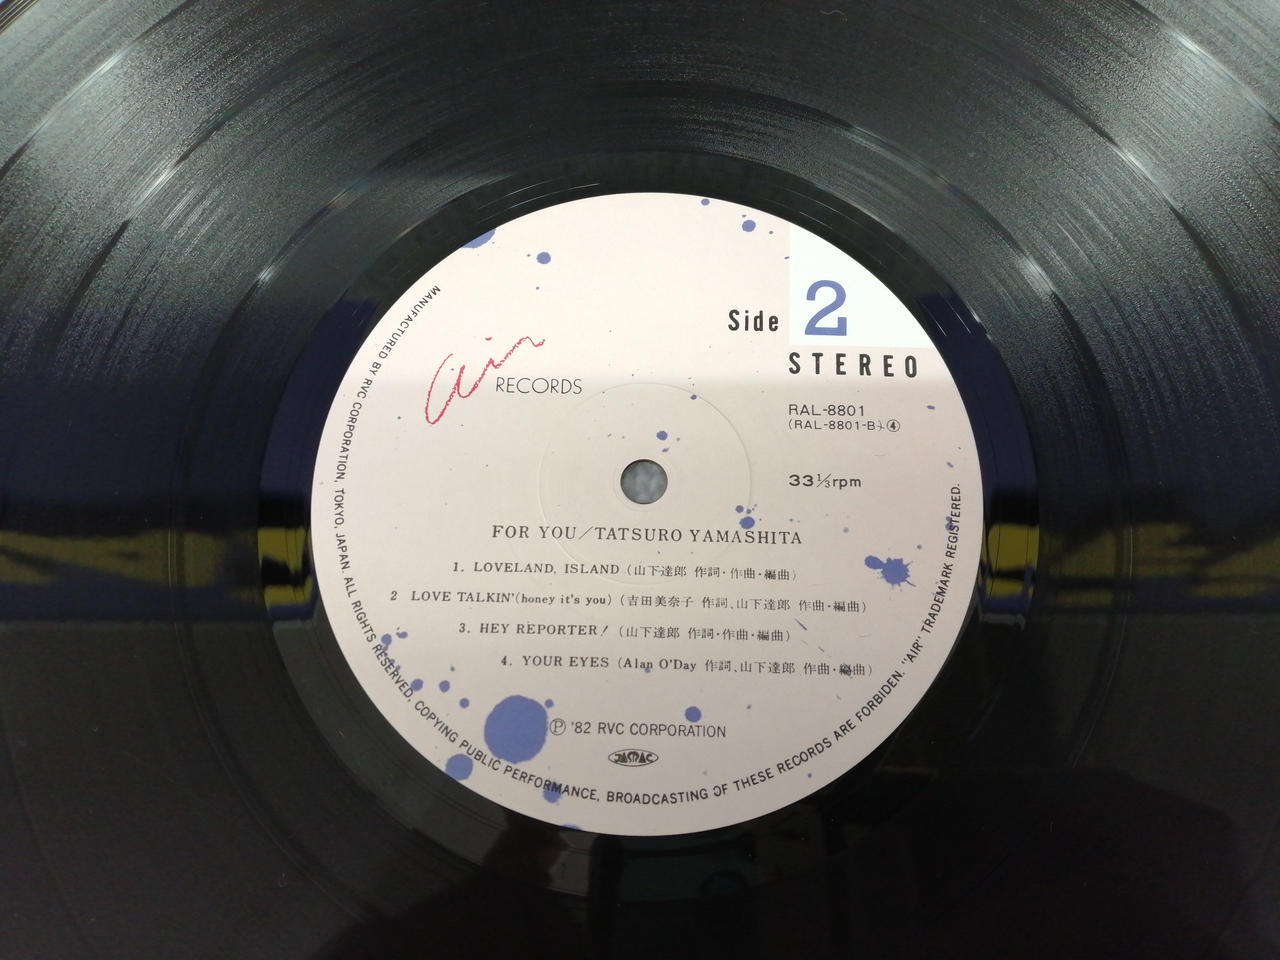 Side 2
STEREO
air RECORDS
RAL-8801
(RAL-8801-B)④
33⅓rpm
FOR YOU/TATSURO YAMASHITA
1. LOVELAND, ISLAND (山下達郎 作詞・作曲・編曲)
2 LOVE TALKIN'(honey it's you) (吉田美奈子 作詞、山下達郎 作曲・編曲)
3. HEY REPORTER! (山下達郎 作詞・作曲・編曲)
4. YOUR EYES (Alan O'Day 作詞、山下達郎 作曲・編曲)
Ⓟ '82 RVC CORPORATION
JASRAC
MANUFACTURED BY RVC CORPORATION, TOKYO, JAPAN. ALL RIGHTS RESERVED, COPYING PUBLIC PERFORMANCE, BROADCASTING OF THESE RECORDS ARE FORBIDEN. "AIR" TRADEMARK REGISTERED.